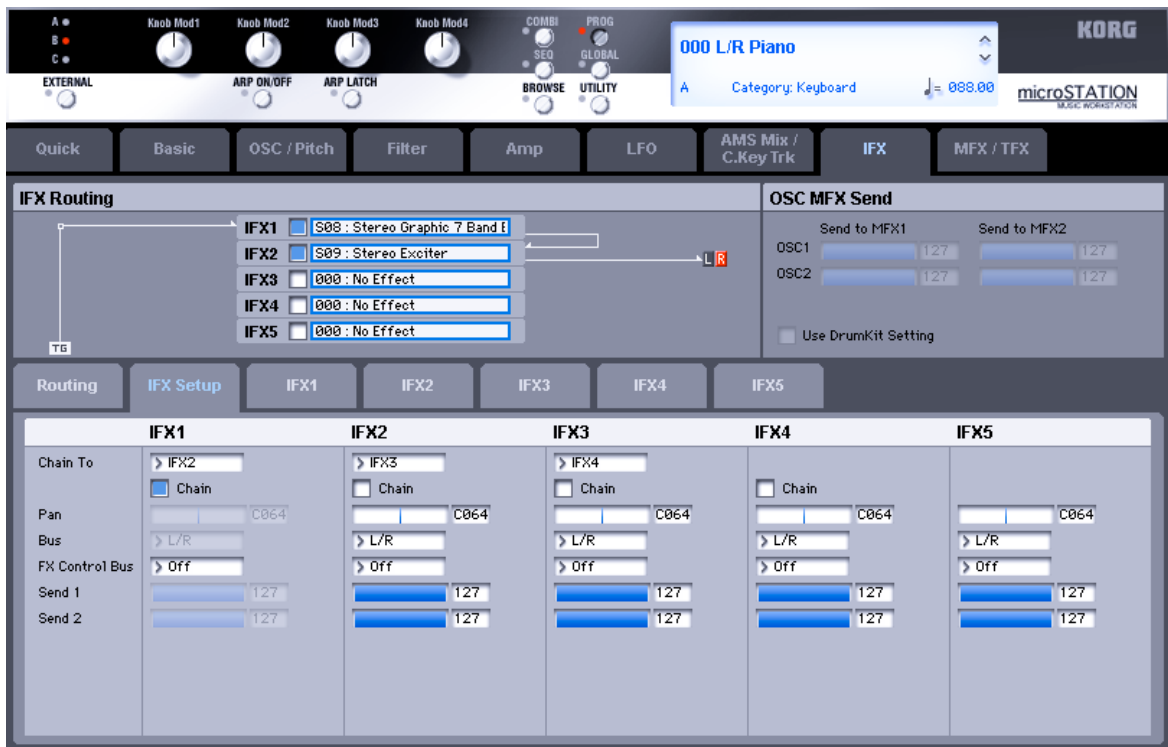 A Knob Mod1 Knob Mod2 Knob Mod3 Knob Mod4 COMBI PROG KORG
B
C SEQ GLOBAL 000 L/R Piano
EXTERNAL ARP ON/OFF ARP LATCH BROWSE UTILITY A Category: Keyboard = 088.00 microSTATION
MUSIC WORKSTATION
Quick Basic OSC / Pitch Filter Amp LFO AMS Mix / C.Key Trk IFX MFX / TFX
IFX Routing OSC MFX Send
IFX1 S08 : Stereo Graphic 7 Band E Send to MFX1 Send to MFX2
IFX2 S09 : Stereo Exciter L R OSC1 127 127
IFX3 000 : No Effect OSC2 127 127
IFX4 000 : No Effect
IFX5 000 : No Effect Use DrumKit Setting
TG
Routing IFX Setup IFX1 IFX2 IFX3 IFX4 IFX5
IFX1 IFX2 IFX3 IFX4 IFX5
Chain To IFX2 IFX3 IFX4
Chain Chain Chain Chain
Pan C064 C064 C064 C064 C064
Bus L/R L/R L/R L/R L/R
FX Control Bus Off Off Off Off Off
Send 1 127 127 127 127 127
Send 2 127 127 127 127 127